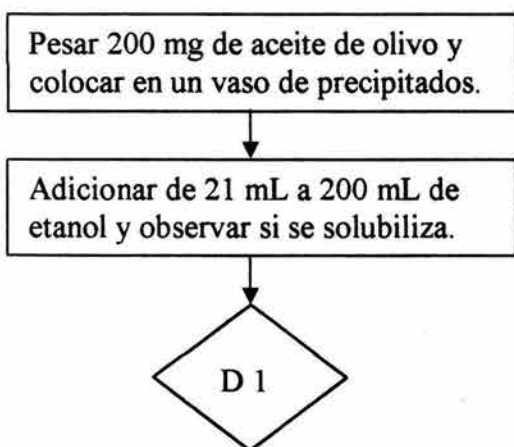 Pesar 200 mg de aceite de olivo y
colocar en un vaso de precipitados.
Adicionar de 21 mL a 200 mL de
etanol y observar si se solubiliza.
D 1